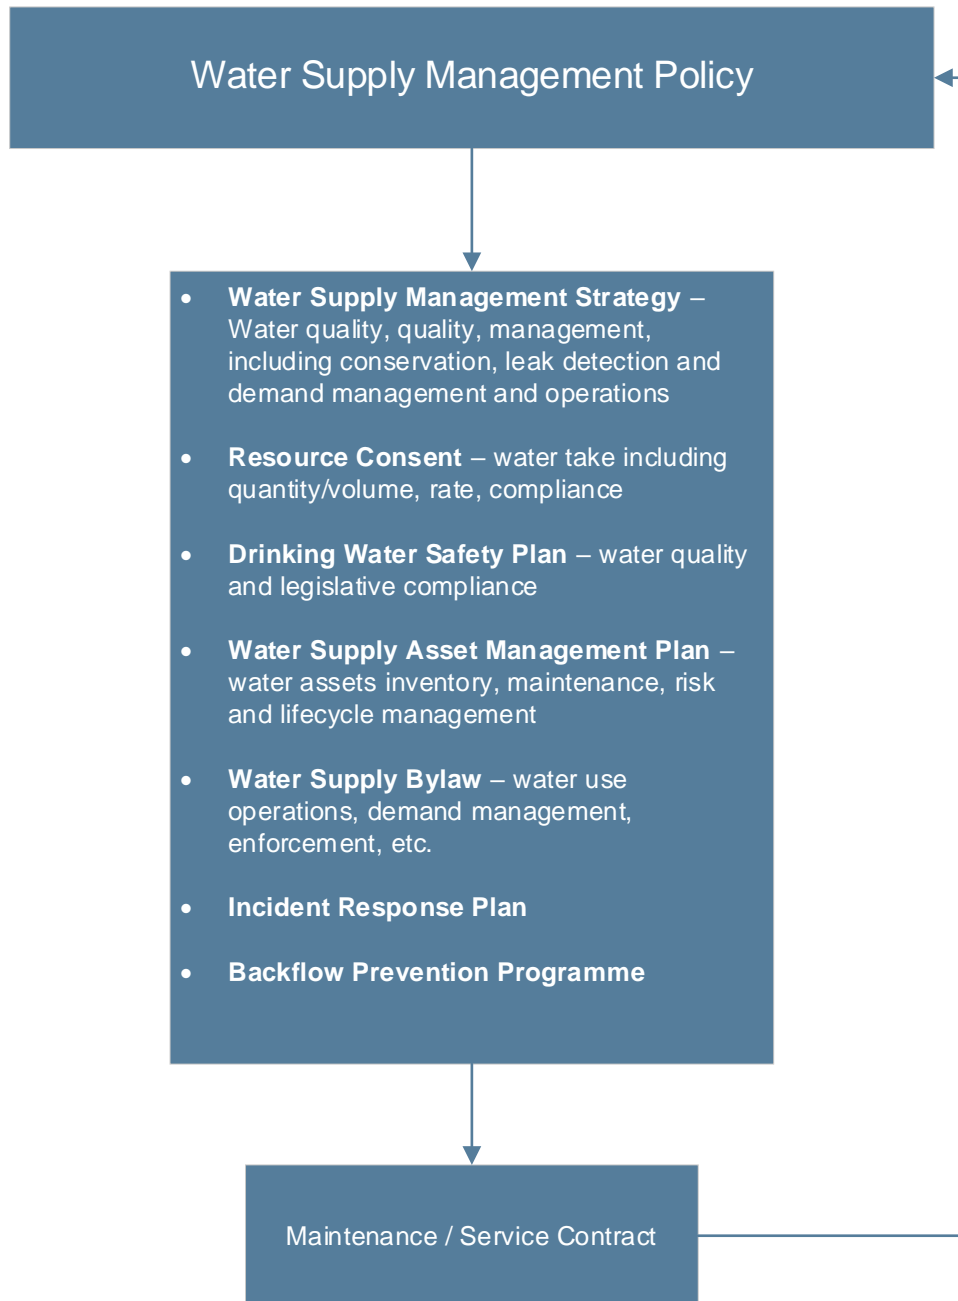 Water Supply Management Policy
• Water Supply Management Strategy –
Water quality, quality, management,
including conservation, leak detection and
demand management and operations
• Resource Consent – water take including
quantity/volume, rate, compliance
• Drinking Water Safety Plan – water quality
and legislative compliance
• Water Supply Asset Management Plan –
water assets inventory, maintenance, risk
and lifecycle management
• Water Supply Bylaw – water use
operations, demand management,
enforcement, etc.
• Incident Response Plan
• Backflow Prevention Programme
Maintenance / Service Contract